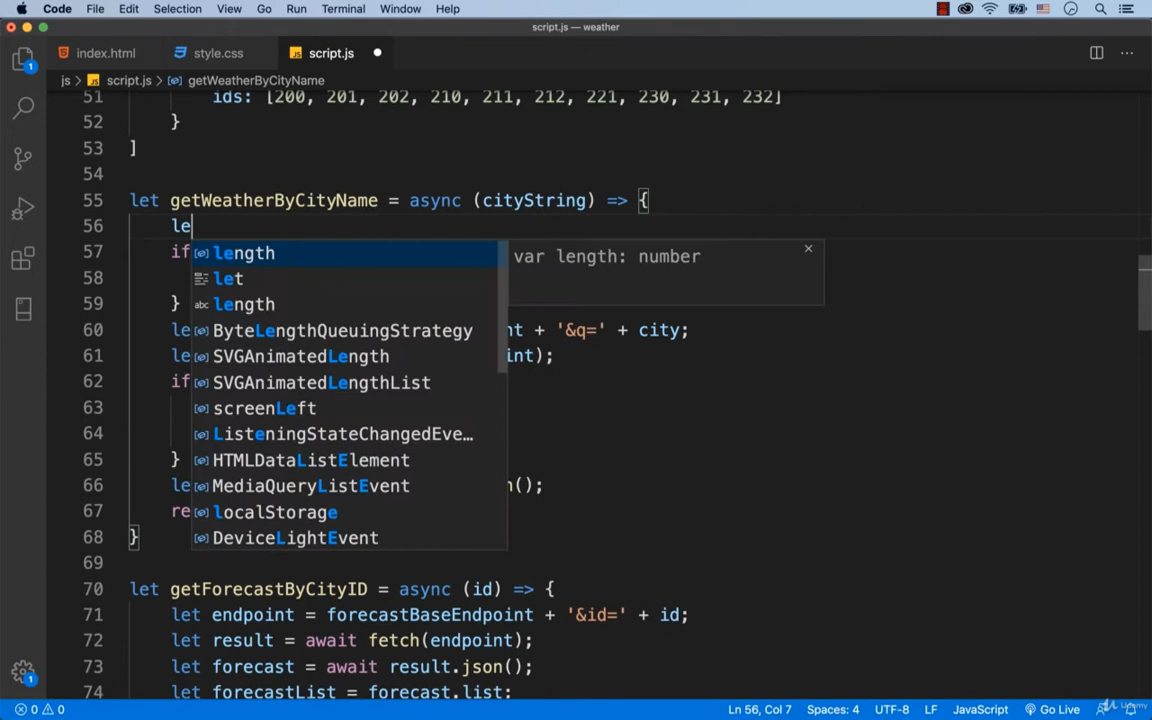 Code File Edit Selection View Go Run Terminal Window Help
script.js — weather
index.html style.css JS script.js
js > JS script.js > getWeatherByCityName
51 ids: [200, 201, 202, 210, 211, 212, 221, 230, 231, 232]
52 }
53 ]
54
55 let getWeatherByCityName = async (cityString) => {
56 le
57 if
length
var length: number
58 let
59 } abc length
60 le nt + '&q=' + city;
ByteLengthQueuingStrategy
61 le int);
SVGAnimatedLength
62 if
SVGAnimatedLengthList
63 screenLeft
64 ListeningStateChangedEve...
65 } HTMLDataListElement
66 le n();
MediaQueryListEvent
67 re
localStorage
68 }
DeviceLightEvent
69
70 let getForecastByCityID = async (id) => {
71 let endpoint = forecastBaseEndpoint + '&id=' + id;
72 let result = await fetch(endpoint);
73 let forecast = await result.json();
74 let forecastList = forecast.list;
0 0 Ln 56, Col 7 Spaces: 4 UTF-8 LF JavaScript Go Live
1
1
Udemy